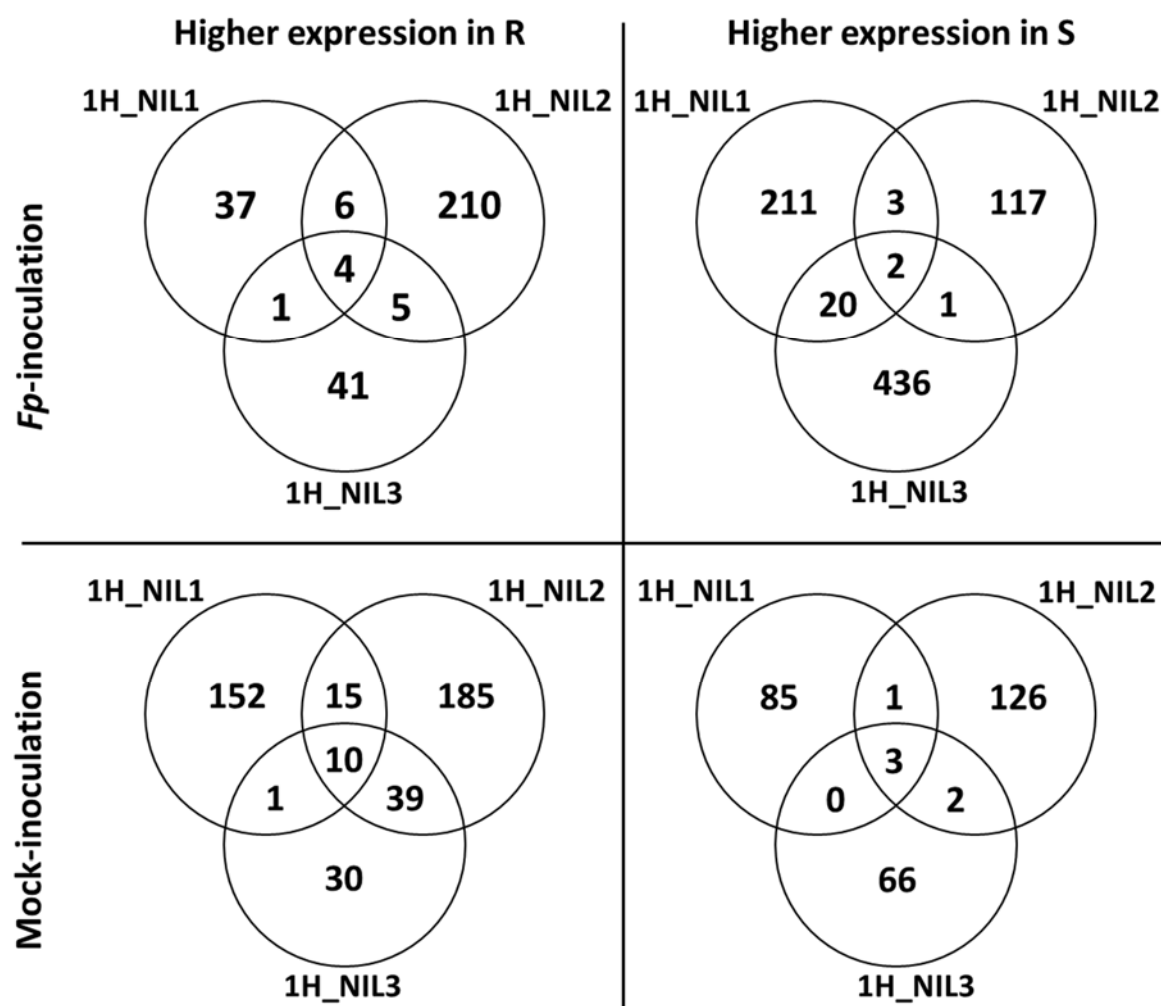 Higher expression in R
Higher expression in S
Fp-inoculation
1H_NIL1
1H_NIL2
37
6
210
4
1
5
41
1H_NIL3
1H_NIL1
1H_NIL2
211
3
117
2
20
1
436
1H_NIL3
Mock-inoculation
1H_NIL1
1H_NIL2
152
15
185
10
1
39
30
1H_NIL3
1H_NIL1
1H_NIL2
85
1
126
3
0
2
66
1H_NIL3